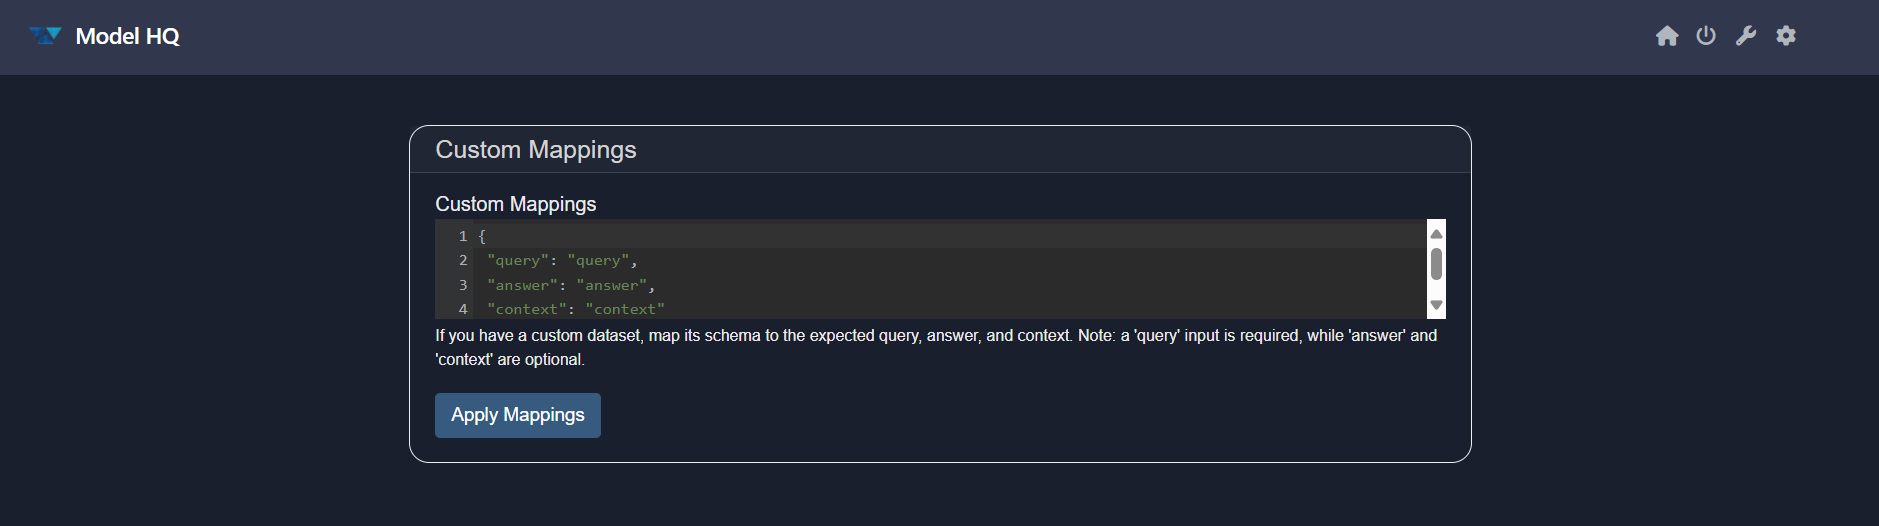 Model HQ
Custom Mappings
Custom Mappings
1 {
2 "query": "query",
3 "answer": "answer",
4 "context": "context"
If you have a custom dataset, map its schema to the expected query, answer, and context. Note: a 'query' input is required, while 'answer' and
'context' are optional.
Apply Mappings